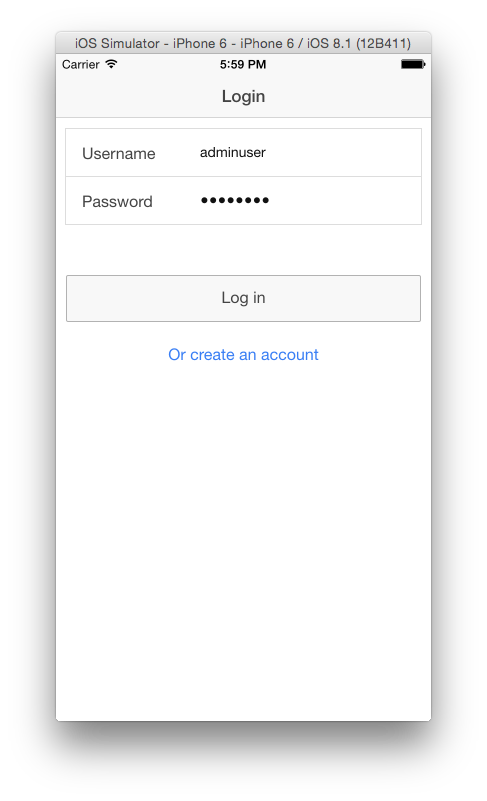 iOS Simulator - iPhone 6 - iPhone 6 / iOS 8.1 (12B411)
Carrier 5:59 PM
Login
Username adminuser
Password ••••••••
Log in
Or create an account